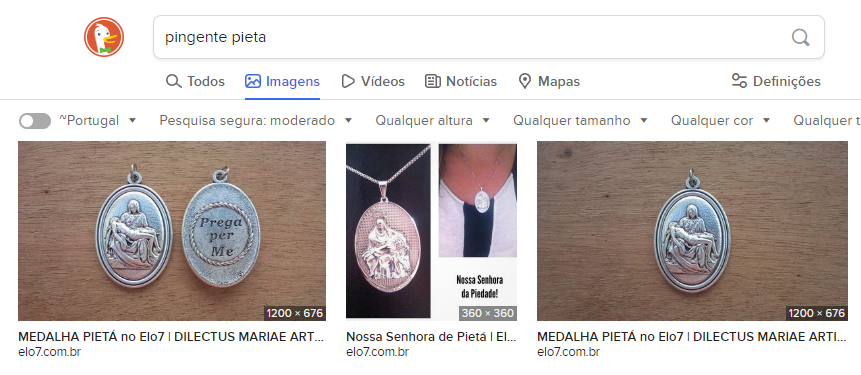 pingente pieta
Todos Imagens Vídeos Notícias Mapas Definições
~Portugal Pesquisa segura: moderado Qualquer altura Qualquer tamanho Qualquer cor Qualquer t
Prega
per
Me
Nossa Senhora
da Piedade!
1200 × 676
360 × 360
1200 × 676
MEDALHA PIETÁ no Elo7 | DILECTUS MARIAE ART...
elo7.com.br
Nossa Senhora de Pietá | El...
elo7.com.br
MEDALHA PIETÁ no Elo7 | DILECTUS MARIAE ARTI...
elo7.com.br